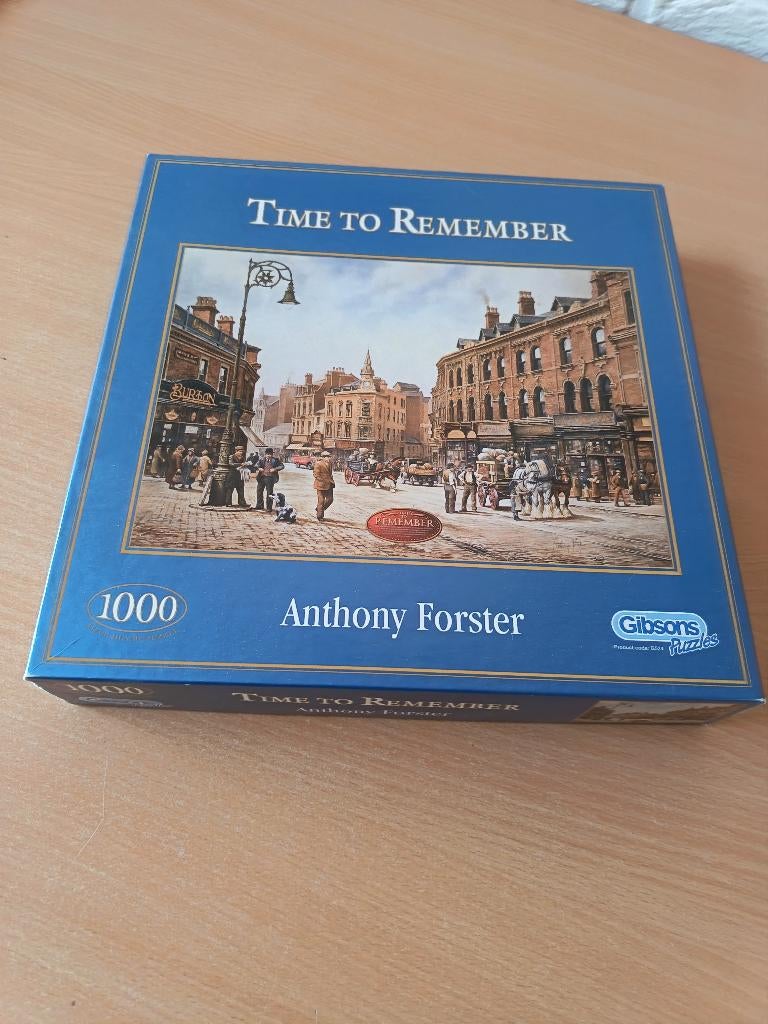 TIME TO REMEMBER
BURTON
REMEMBER
1000
Anthony Forster
Gibsons
Puzzles
1000
TIME TO REMEMBER
Anthony Forster